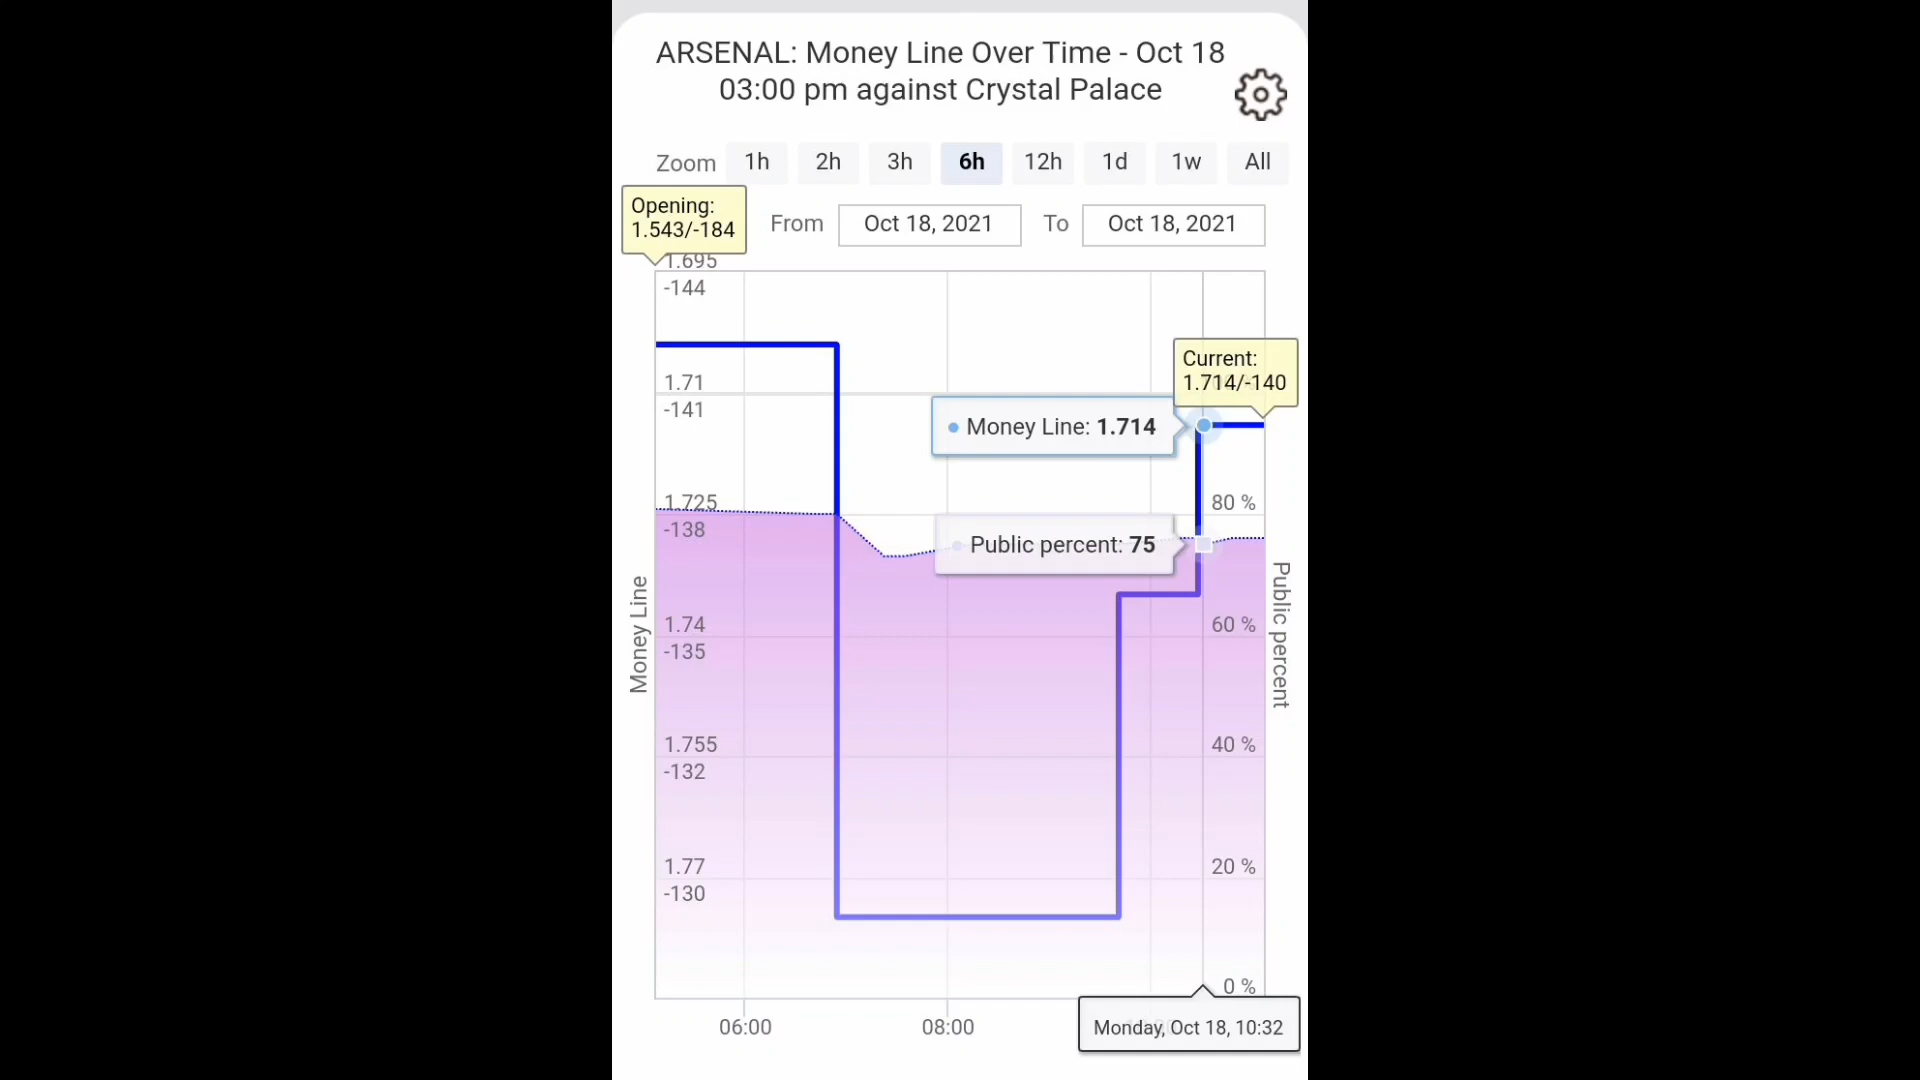 ARSENAL: Money Line Over Time - Oct 18
03:00 pm against Crystal Palace
Zoom 1h 2h 3h 6h 12h 1d 1w All
Opening:
1.543/-184
From Oct 18, 2021 To Oct 18, 2021
1.695
-144
Current:
1.714/-140
1.71
-141
Money Line: 1.714
1.725
-138
80 %
Public percent: 75
Money Line
Public percent
1.74
-135
60 %
1.755
-132
40 %
1.77
-130
20 %
0 %
06:00 08:00
Monday, Oct 18, 10:32